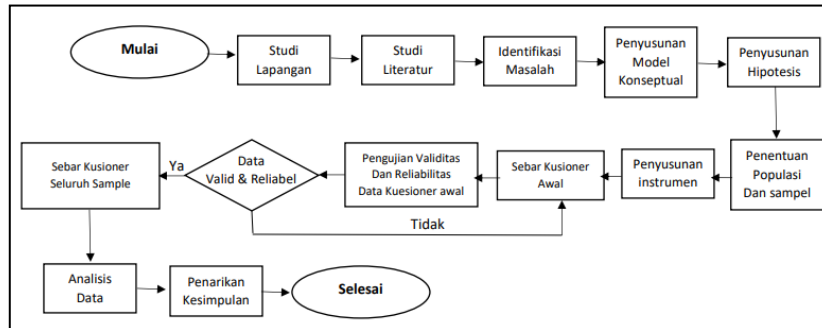 Mulai
Studi
Lapangan
Studi
Literatur
Identifikasi
Masalah
Penyusunan
Model
Konseptual
Penyusunan
Hipotesis
Penentuan
Populasi
Dan sampel
Penyusunan
instrumen
Sebar Kusioner
Awal
Pengujian Validitas
Dan Reliabilitas
Data Kuesioner awal
Data
Valid & Reliabel
Ya
Tidak
Sebar Kusioner
Seluruh Sample
Analisis
Data
Penarikan
Kesimpulan
Selesai